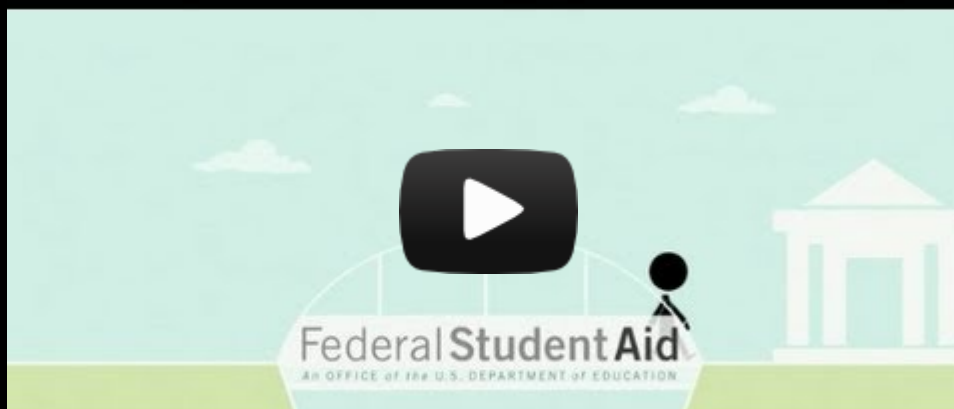 Federal Student Aid
An OFFICE of the U.S. DEPARTMENT of EDUCATION